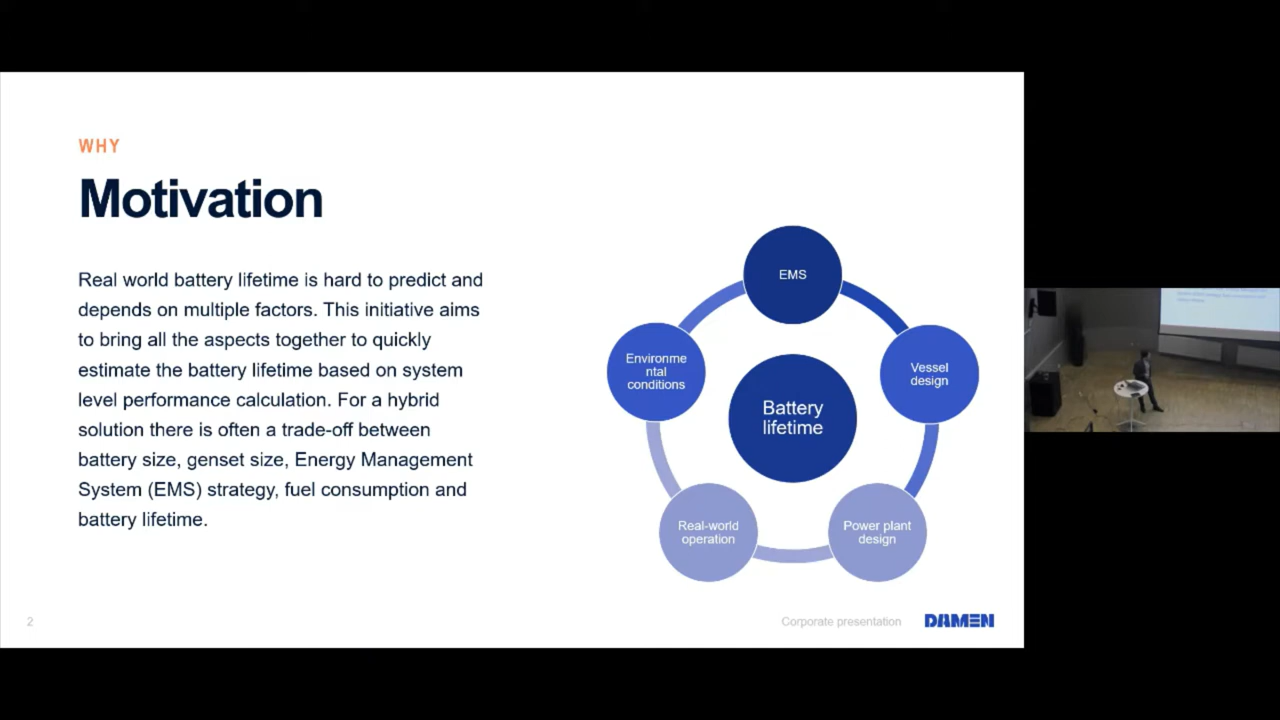 WHY
Motivation
Real world battery lifetime is hard to predict and
depends on multiple factors. This initiative aims
to bring all the aspects together to quickly
estimate the battery lifetime based on system
level performance calculation. For a hybrid
solution there is often a trade-off between
battery size, genset size, Energy Management
System (EMS) strategy, fuel consumption and
battery lifetime.
EMS
Environme
ntal
conditions
Vessel
design
Battery
lifetime
Real-world
operation
Power plant
design
2
Corporate presentation
DAMEN